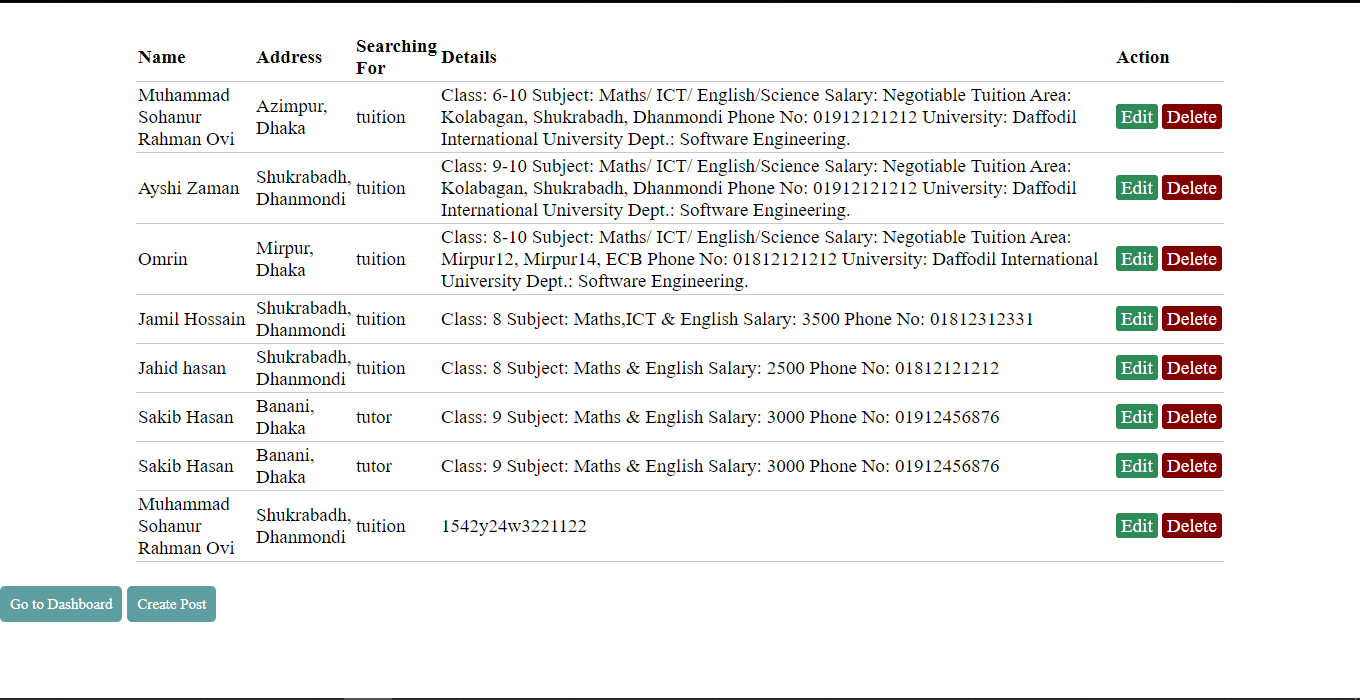 Name Address Searching For Details Action
Muhammad Sohanur Rahman Ovi Azimpur, Dhaka tuition Class: 6-10 Subject: Maths/ ICT/ English/Science Salary: Negotiable Tuition Area: Kolabagan, Shukrabadh, Dhanmondi Phone No: 01912121212 University: Daffodil International University Dept.: Software Engineering. Edit Delete
Ayshi Zaman Shukrabadh, Dhanmondi tuition Class: 9-10 Subject: Maths/ ICT/ English/Science Salary: Negotiable Tuition Area: Kolabagan, Shukrabadh, Dhanmondi Phone No: 01912121212 University: Daffodil International University Dept.: Software Engineering. Edit Delete
Omrin Mirpur, Dhaka tuition Class: 8-10 Subject: Maths/ ICT/ English/Science Salary: Negotiable Tuition Area: Mirpur12, Mirpur14, ECB Phone No: 01812121212 University: Daffodil International University Dept.: Software Engineering. Edit Delete
Jamil Hossain Shukrabadh, Dhanmondi tuition Class: 8 Subject: Maths,ICT & English Salary: 3500 Phone No: 01812312331 Edit Delete
Jahid hasan Shukrabadh, Dhanmondi tuition Class: 8 Subject: Maths & English Salary: 2500 Phone No: 01812121212 Edit Delete
Sakib Hasan Banani, Dhaka tutor Class: 9 Subject: Maths & English Salary: 3000 Phone No: 01912456876 Edit Delete
Sakib Hasan Banani, Dhaka tutor Class: 9 Subject: Maths & English Salary: 3000 Phone No: 01912456876 Edit Delete
Muhammad Sohanur Rahman Ovi Shukrabadh, Dhanmondi tuition 1542y24w3221122 Edit Delete
Go to Dashboard Create Post